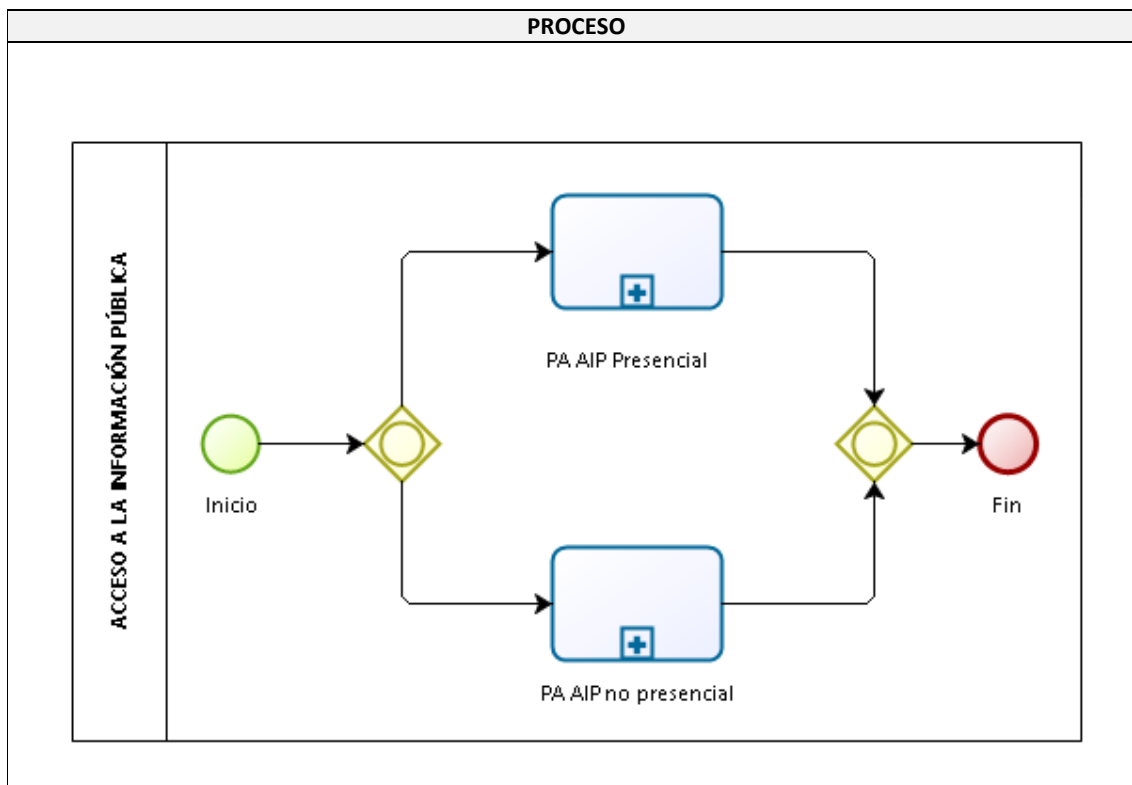 PROCESO
ACCESO A LA INFORMACIÓN PÚBLICA
PA AIP Presencial
Inicio
Fin
PA AIP no presencial